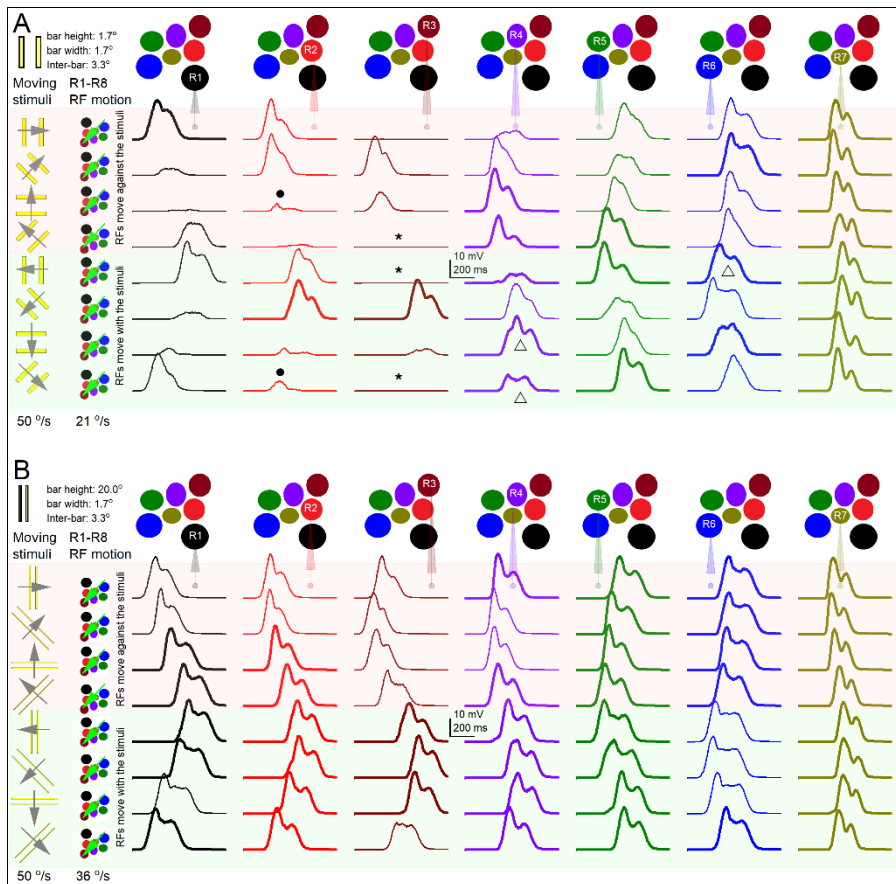 A
bar height: 1.7°
bar width: 1.7°
Inter-bar: 3.3°
R1
R2
R3
R4
R5
R6
R7
Moving stimuli
R1-R8 RF motion
RFs move against the stimuli
RFs move with the stimuli
●
*
*
△
10 mV
200 ms
△
●
*
△
50 °/s
21 °/s
B
bar height: 20.0°
bar width: 1.7°
Inter-bar: 3.3°
R1
R2
R3
R4
R5
R6
R7
Moving stimuli
R1-R8 RF motion
RFs move against the stimuli
RFs move with the stimuli
10 mV
200 ms
50 °/s
36 °/s